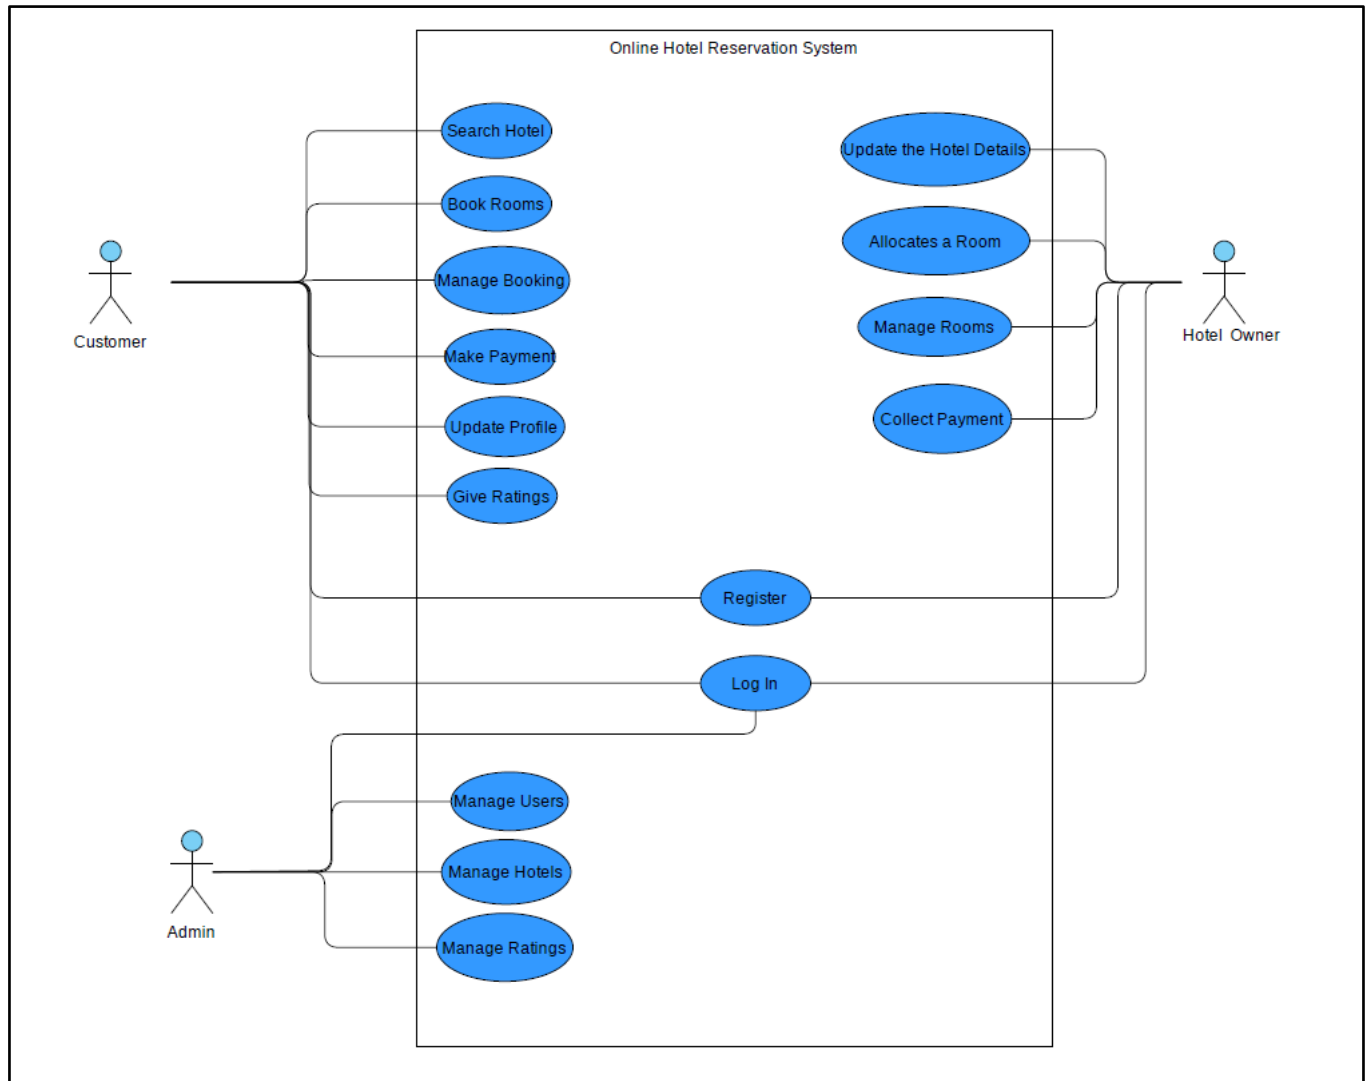 Online Hotel Reservation System
Search Hotel
Update the Hotel Details
Book Rooms
Allocates a Room
Manage Booking
Customer
Manage Rooms
Hotel Owner
Make Payment
Collect Payment
Update Profile
Give Ratings
Register
Log In
Manage Users
Manage Hotels
Admin
Manage Ratings